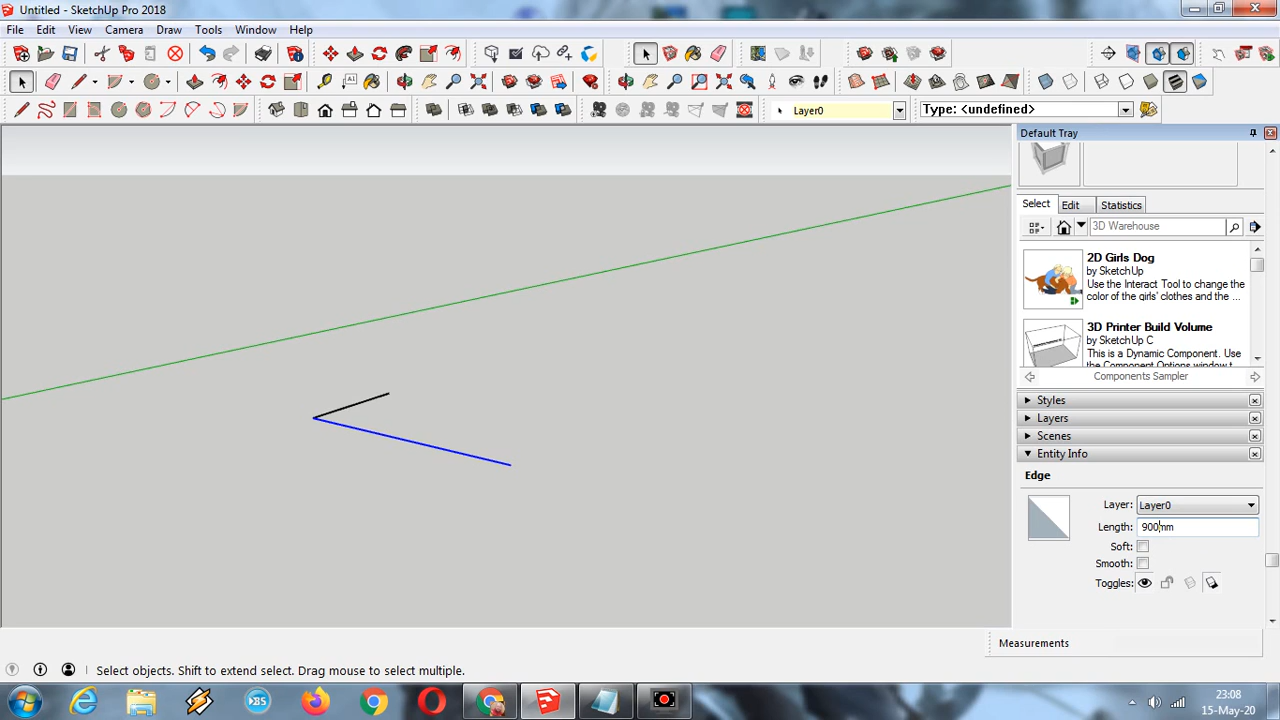 Untitled - SketchUp Pro 2018
File Edit View Camera Draw Tools Window Help
Layer0
Type: <undefined>
Default Tray
Select Edit Statistics
3D Warehouse
2D Girls Dog
by SketchUp
Use the Interact Tool to change the
color of the girls' clothes and the ...
3D Printer Build Volume
by SketchUp C
This is a Dynamic Component. Use
the Component Options window t
Components Sampler
Styles
Layers
Scenes
Entity Info
Edge
Layer: Layer0
Length: 900mm
Soft:
Smooth:
Toggles:
Measurements
Select objects. Shift to extend select. Drag mouse to select multiple.
23:08
15-May-20